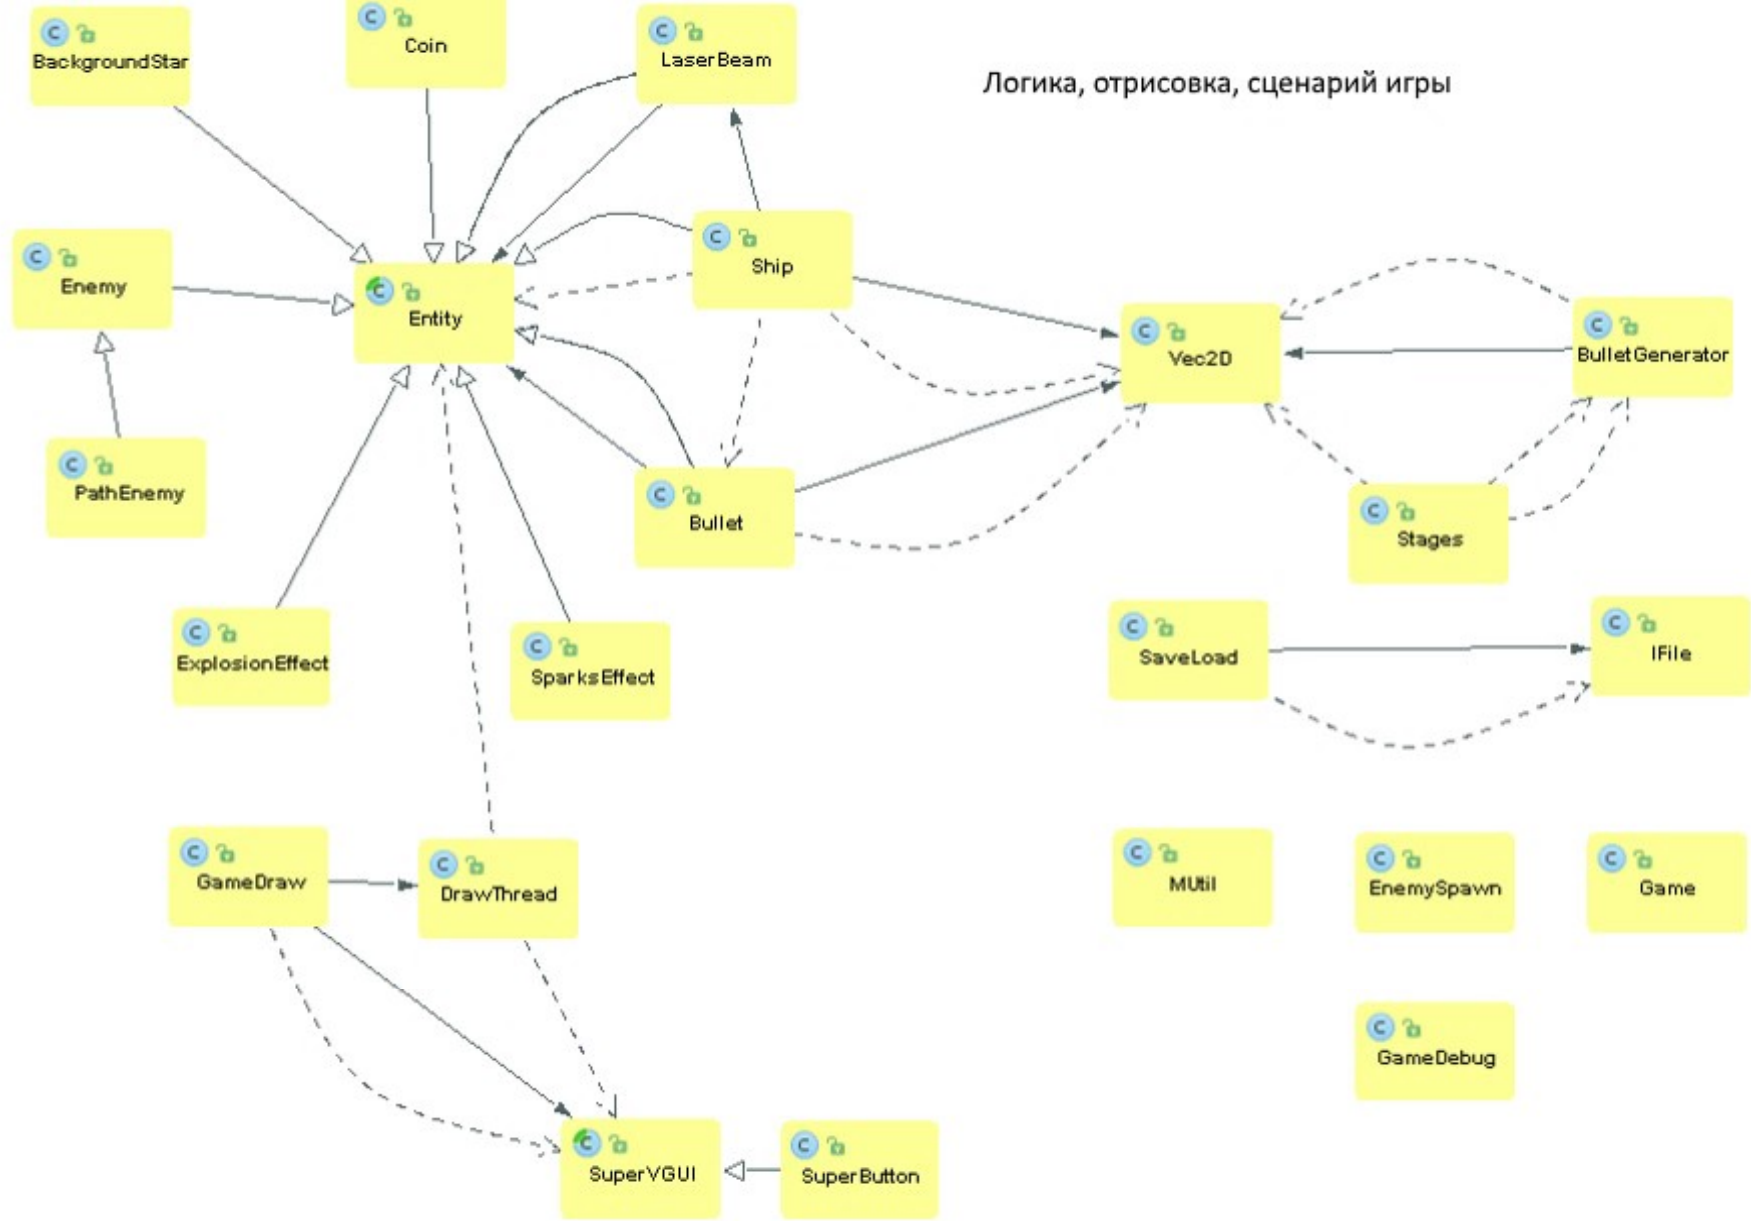 BackgroundStar
Coin
LaserBeam
Логика, отрисовка, сценарий игры
Enemy
Entity
Ship
Vec2D
BulletGenerator
PathEnemy
Bullet
Stages
ExplosionEffect
SparksEffect
SaveLoad
IFile
GameDraw
DrawThread
MUtil
EnemySpawn
Game
GameDebug
SuperVGUI
SuperButton